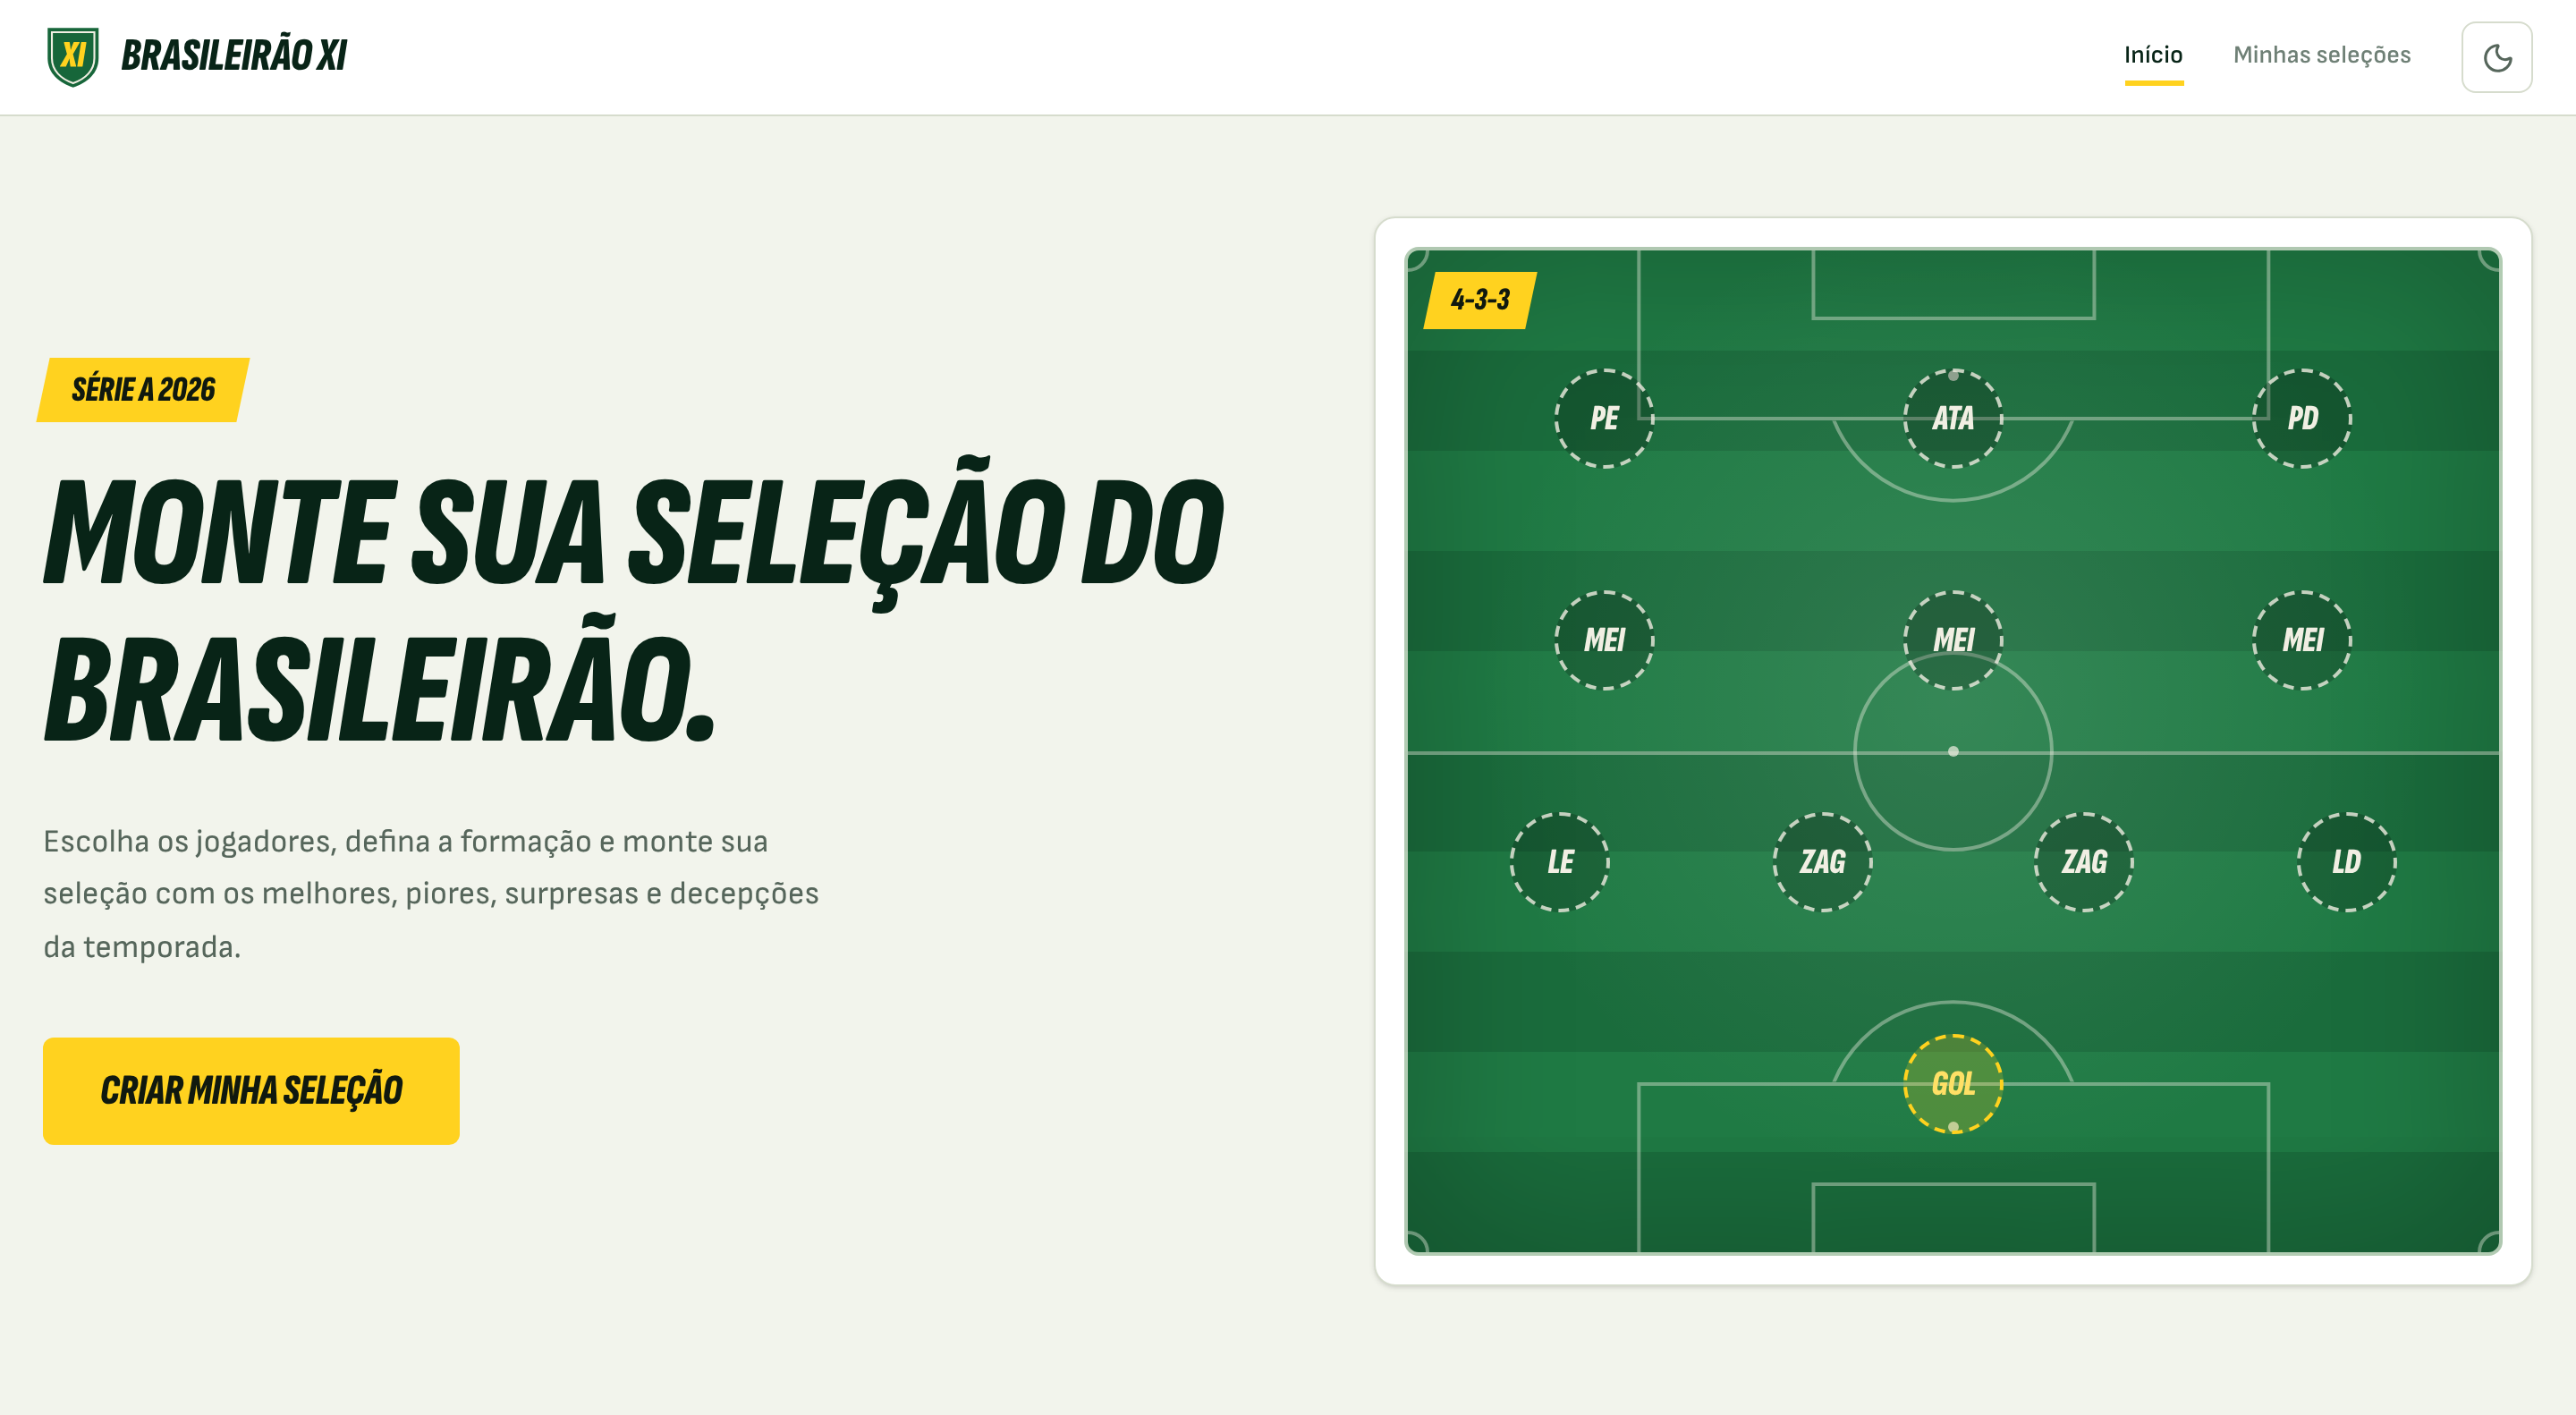 XI
BRASILEIRÃO XI
Início
Minhas seleções
SÉRIE A 2026
MONTE SUA SELEÇÃO DO
BRASILEIRÃO.
Escolha os jogadores, defina a formação e monte sua
seleção com os melhores, piores, surpresas e decepções
da temporada.
CRIAR MINHA SELEÇÃO
4-3-3
PE
ATA
PD
MEI
MEI
MEI
LE
ZAG
ZAG
LD
GOL